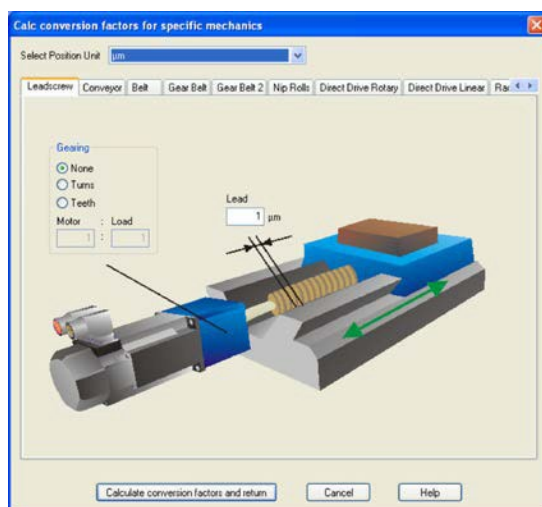 Calc conversion factors for specific mechanics
Select Position Unit µm
Leadscrew Conveyor Belt Gear Belt Gear Belt 2 Nip Rolls Direct Drive Rotary Direct Drive Linear
Gearing
None
Turns
Teeth
Motor : Load
1 : 1
Lead
1 µm
Calculate conversion factors and return Cancel Help